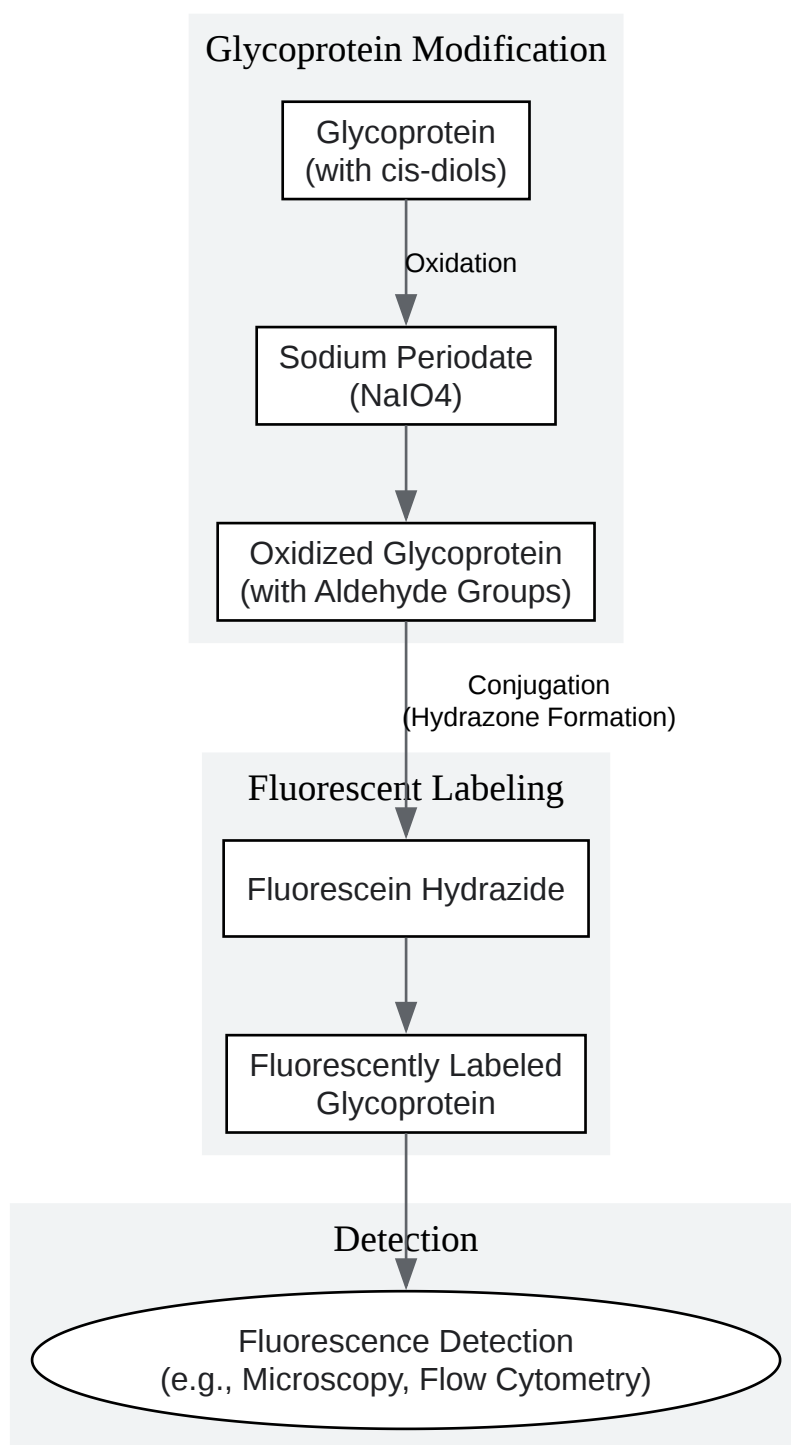 Glycoprotein Modification
Glycoprotein
(with cis-diols)
Oxidation
Sodium Periodate
(NaIO4)
Oxidized Glycoprotein
(with Aldehyde Groups)
Conjugation
(Hydrazone Formation)
Fluorescent Labeling
Fluorescein Hydrazide
Fluorescently Labeled
Glycoprotein
Detection
Fluorescence Detection
(e.g., Microscopy, Flow Cytometry)